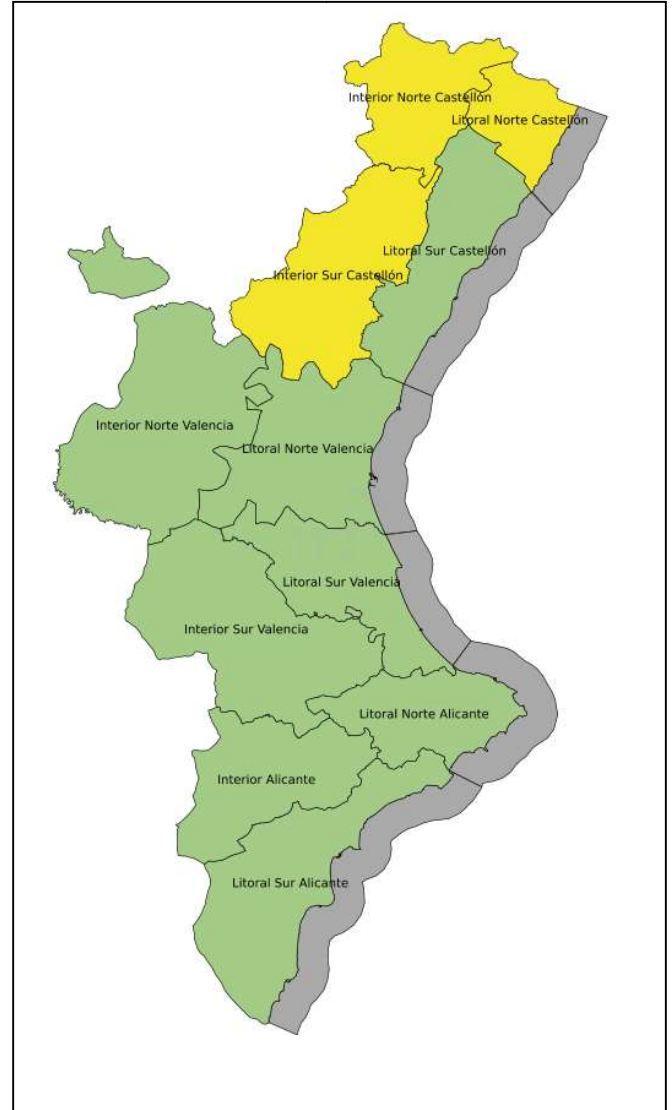 Interior Norte Castellón
Litoral Norte Castellón
Litoral Sur Castellón
Interior Sur Castellón
Interior Norte Valencia
Litoral Norte Valencia
Litoral Sur Valencia
Interior Sur Valencia
Litoral Norte Alicante
Interior Alicante
Litoral Sur Alicante